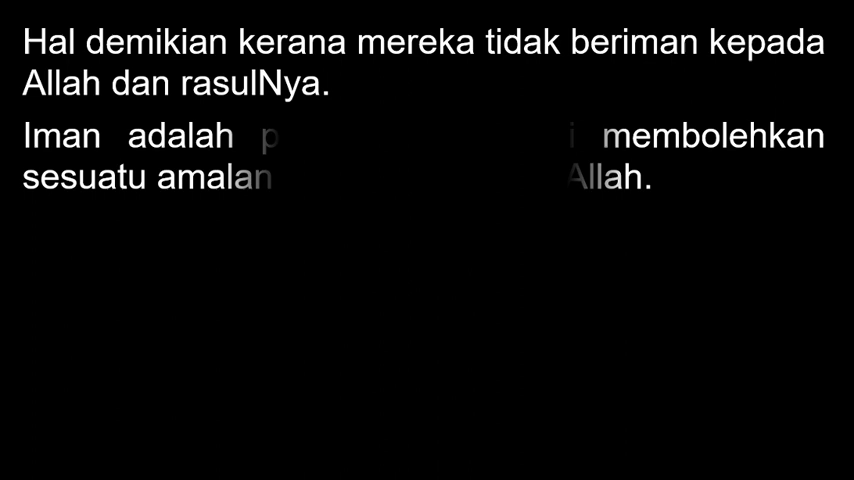 Hal demikian kerana mereka tidak beriman kepada
Allah dan rasulNya.
Iman adalah membolehkan
sesuatu amalan Allah.